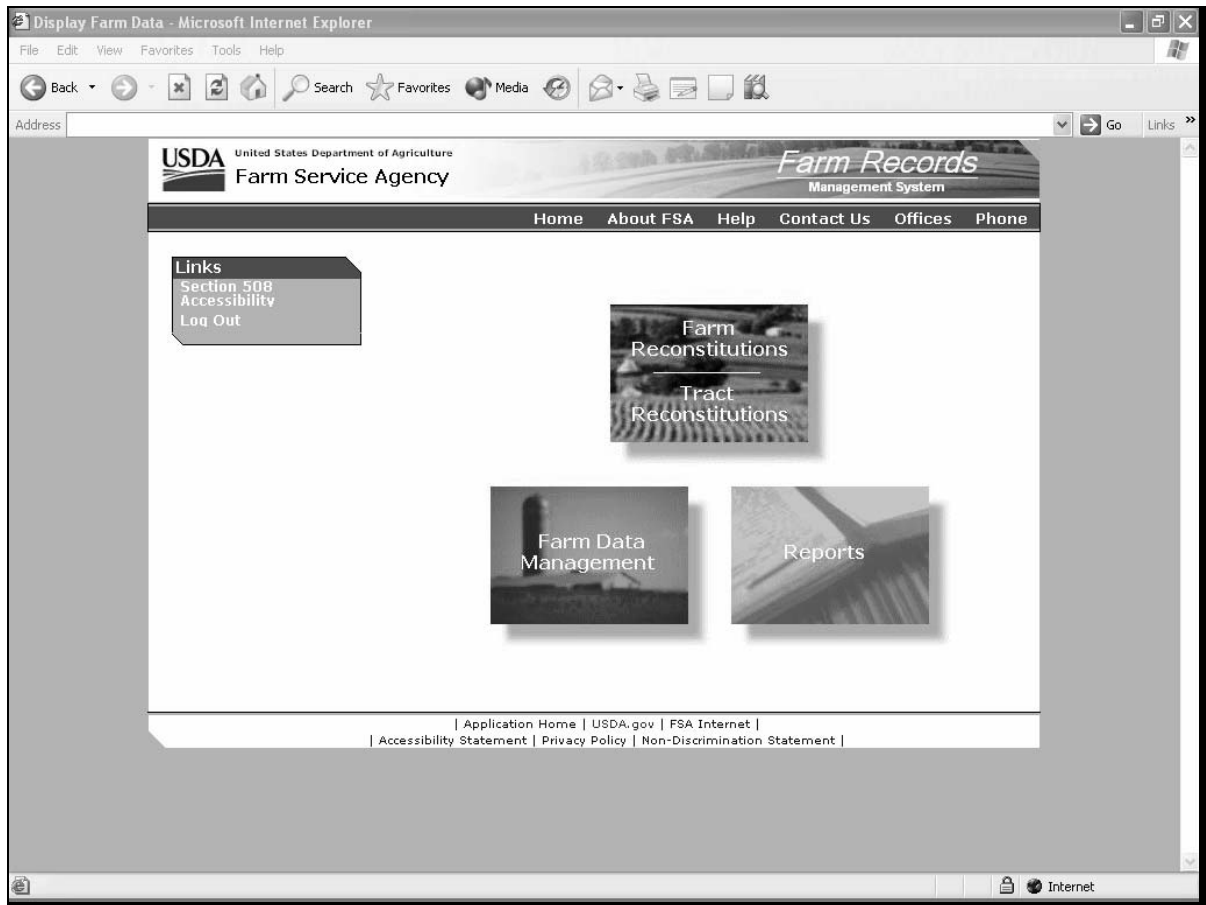 Display Farm Data - Microsoft Internet Explorer
File Edit View Favorites Tools Help
Back Search Favorites Media
Address Go Links »
USDA United States Department of Agriculture
Farm Service Agency
Farm Records
Management System
Home About FSA Help Contact Us Offices Phone
Links
Section 508
Accessibility
Log Out
Farm
Reconstitutions
Tract
Reconstitutions
Farm Data
Management
Reports
| Application Home | USDA.gov | FSA Internet |
| Accessibility Statement | Privacy Policy | Non-Discrimination Statement |
Internet